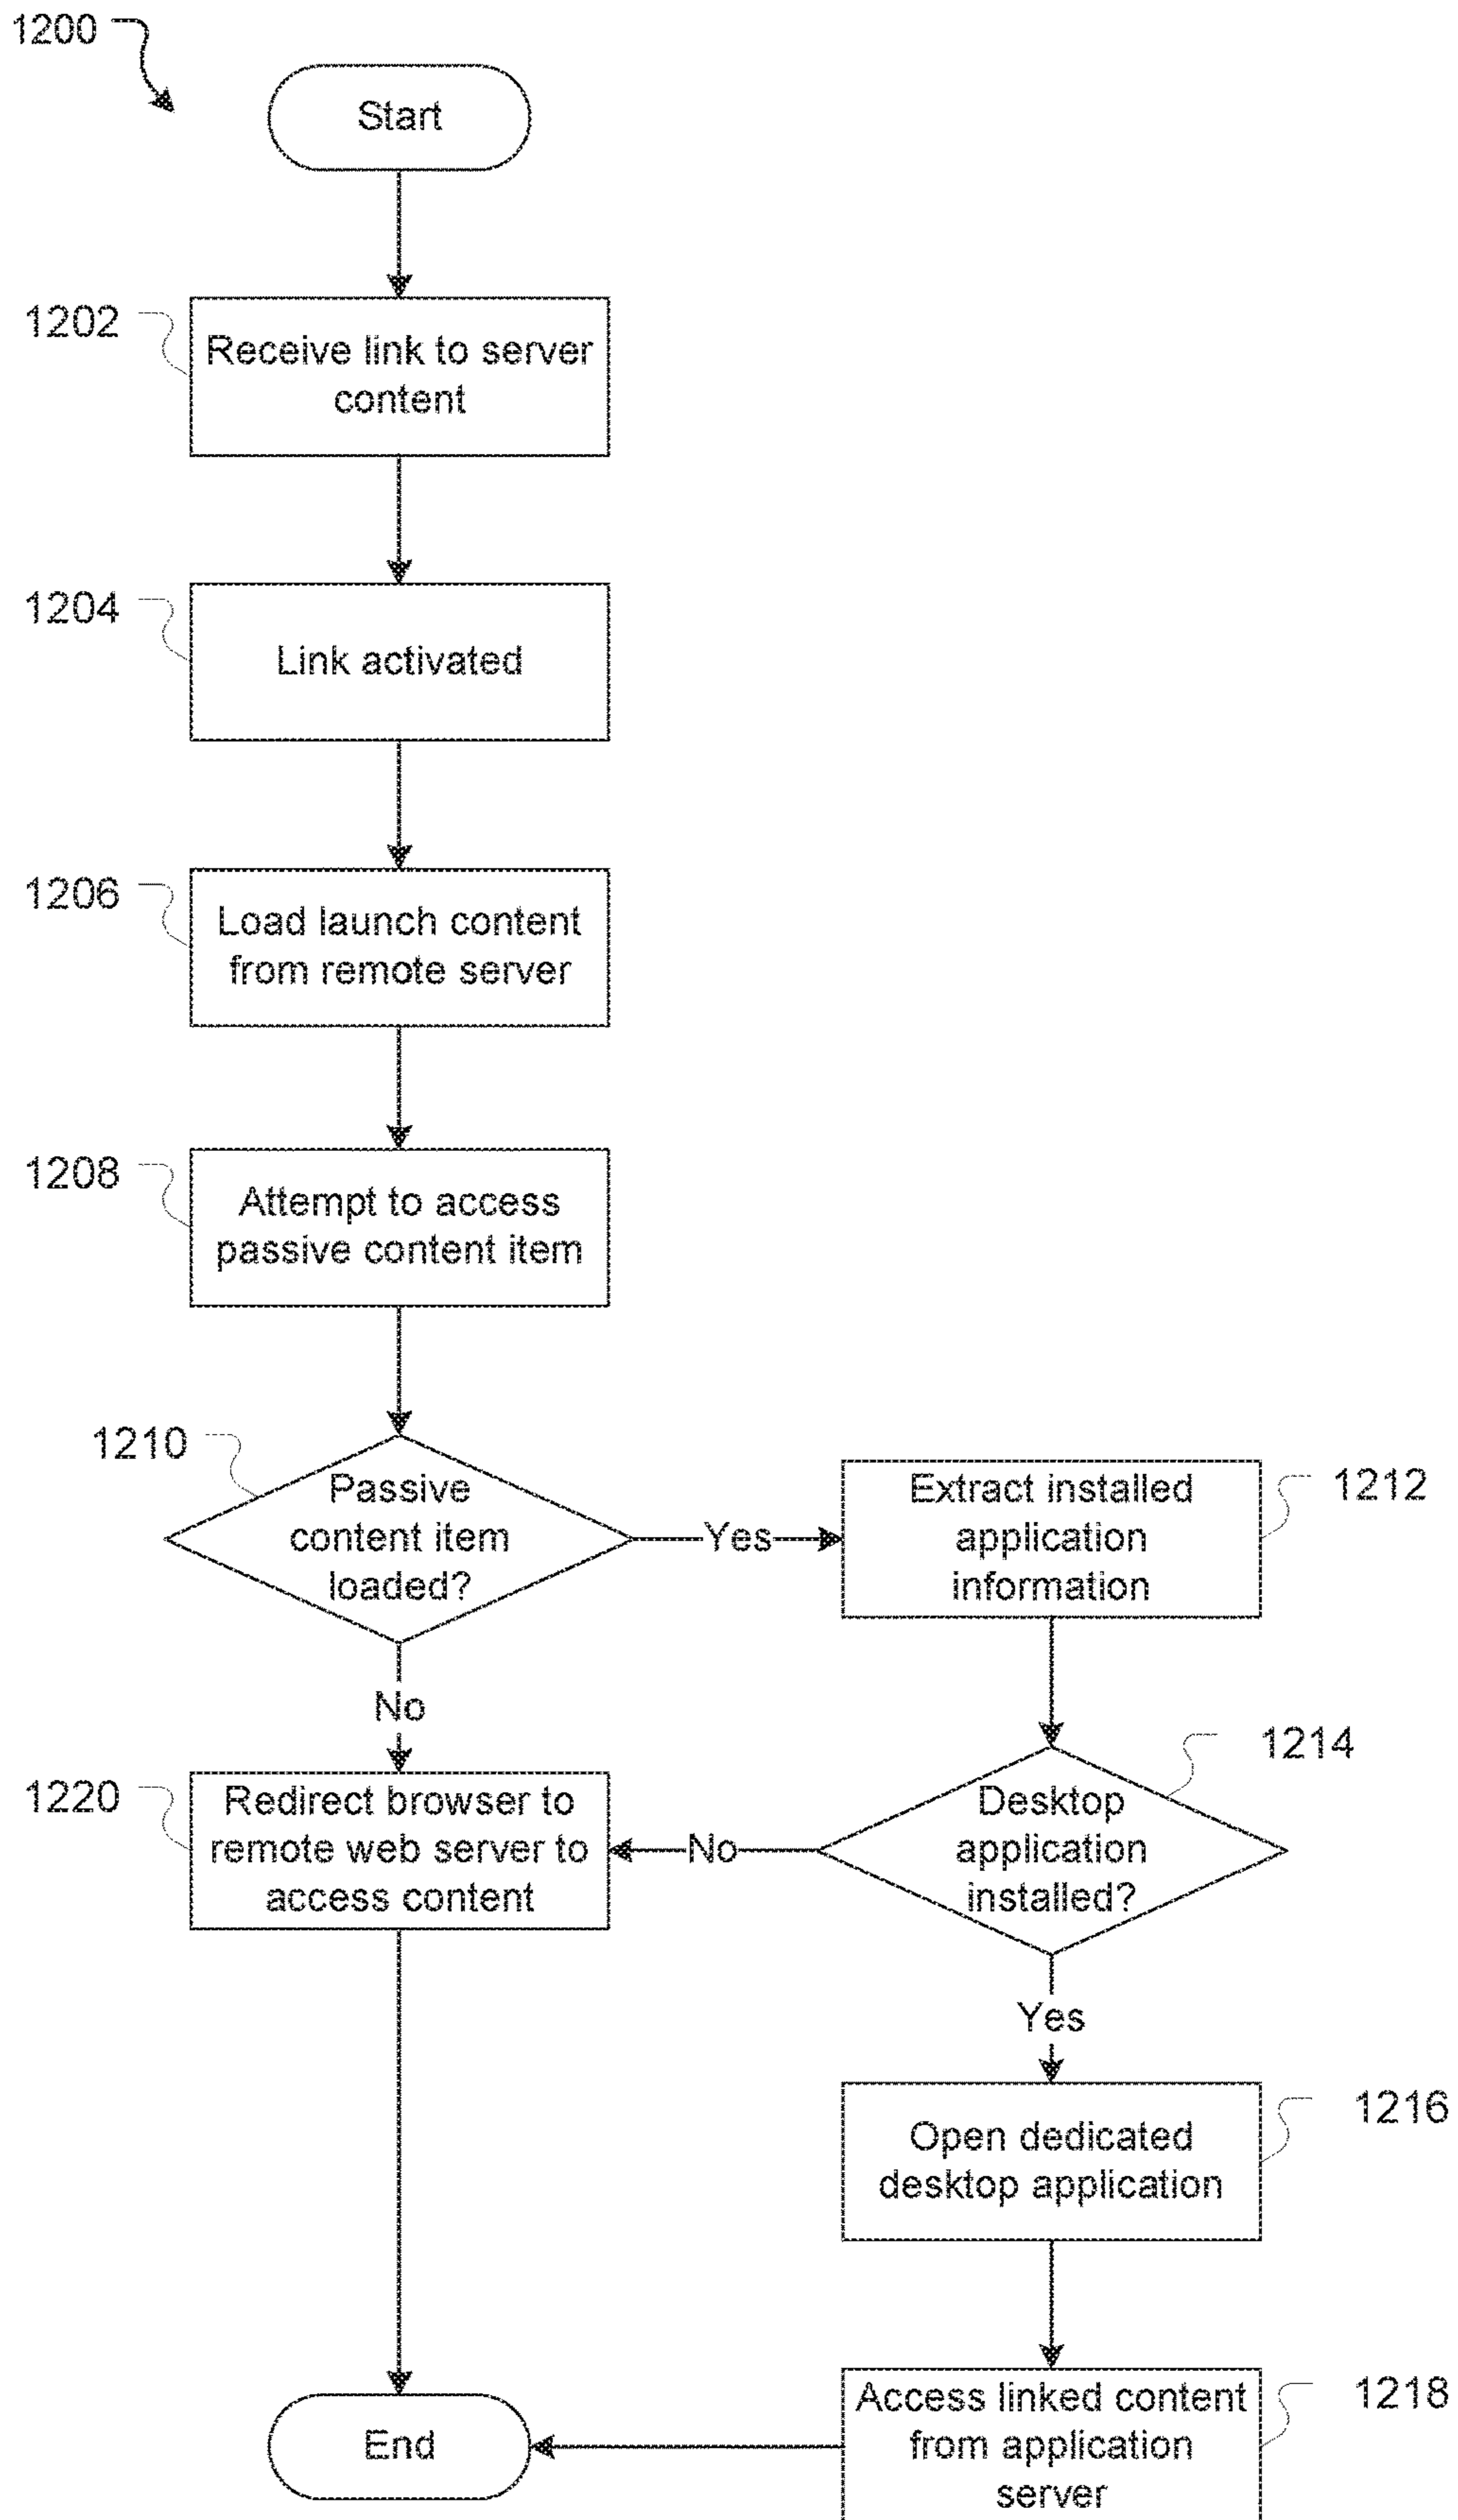 1200
Start
1202
Receive link to server
content
1204
Link activated
1206
Load launch content
from remote server
1208
Attempt to access
passive content item
1210
Passive
content item
loaded?
Yes
Extract installed
application
information
1212
No
1214
Desktop
application
installed?
1220
Redirect browser to
remote web server to
access content
No
Yes
1216
Open dedicated
desktop application
1218
Access linked content
from application
server
End